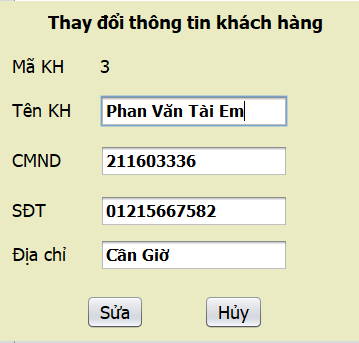 Thay đổi thông tin khách hàng
Mã KH 3
Tên KH Phan Văn Tài Em
CMND 211603336
SĐT 01215667582
Địa chỉ Cần Giờ
Sửa Hủy